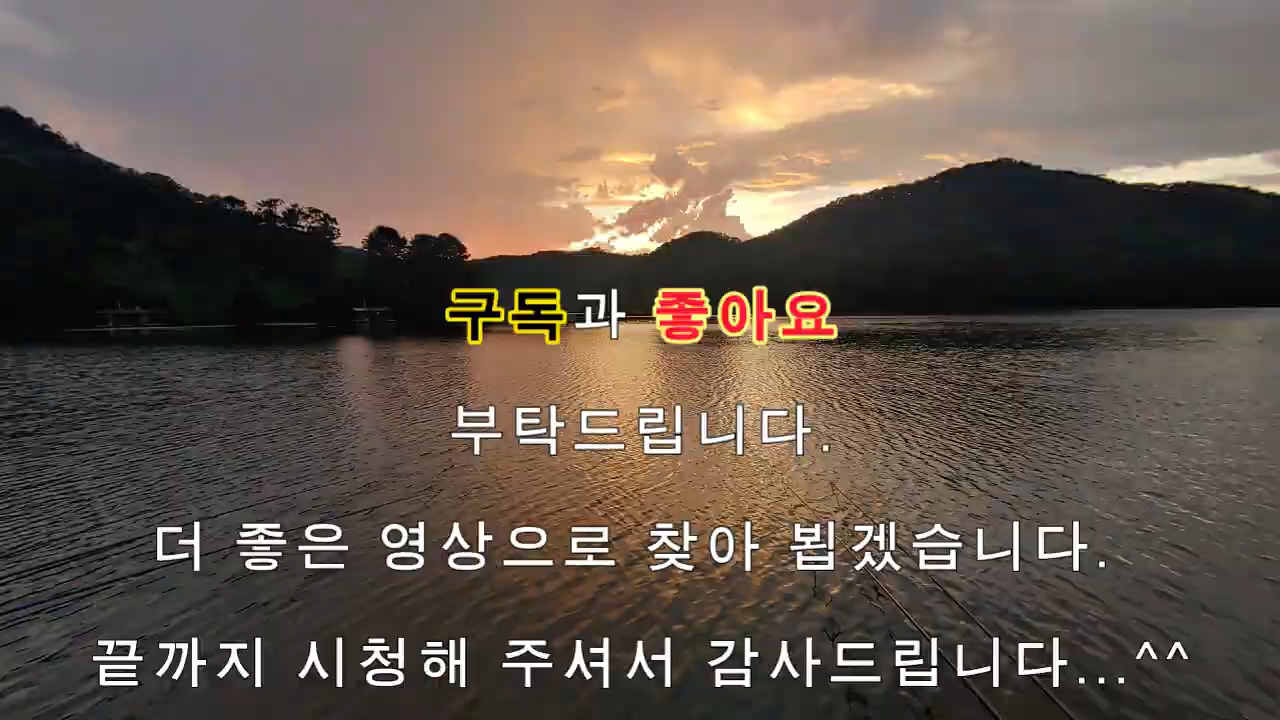 구독과 좋아요
부탁드립니다.
더 좋은 영상으로 찾아 뵙겠습니다.
끝까지 시청해 주셔서 감사드립니다...^^